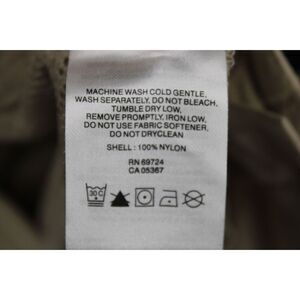 MACHINE WASH COLD GENTLE,
WASH SEPARATELY. DO NOT BLEACH,
TUMBLE DRY LOW,
REMOVE PROMPTLY. IRON LOW,
DO NOT USE FABRIC SOFTENER,
DO NOT DRYCLEAN
SHELL : 100% NYLON
RN 69724
CA 05367
30 C